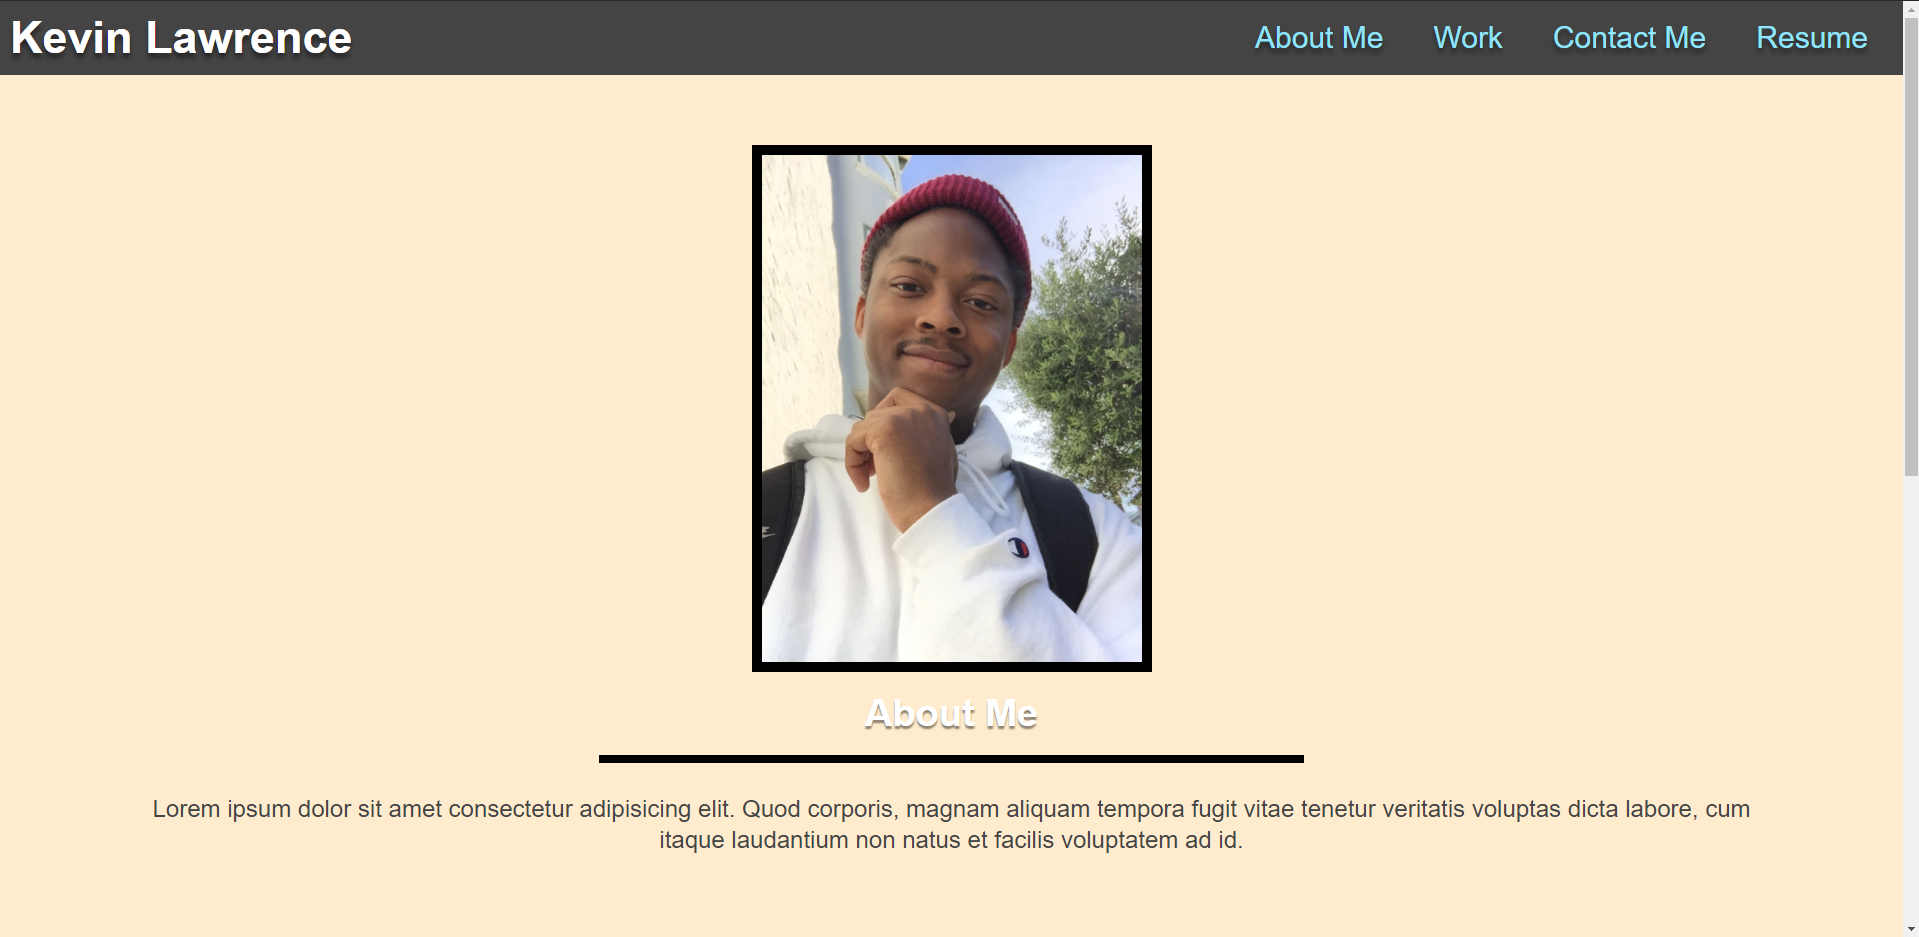 Kevin Lawrence
About Me
Work
Contact Me
Resume
About Me
Lorem ipsum dolor sit amet consectetur adipisicing elit. Quod corporis, magnam aliquam tempora fugit vitae tenetur veritatis voluptas dicta labore, cum
itaque laudantium non natus et facilis voluptatem ad id.